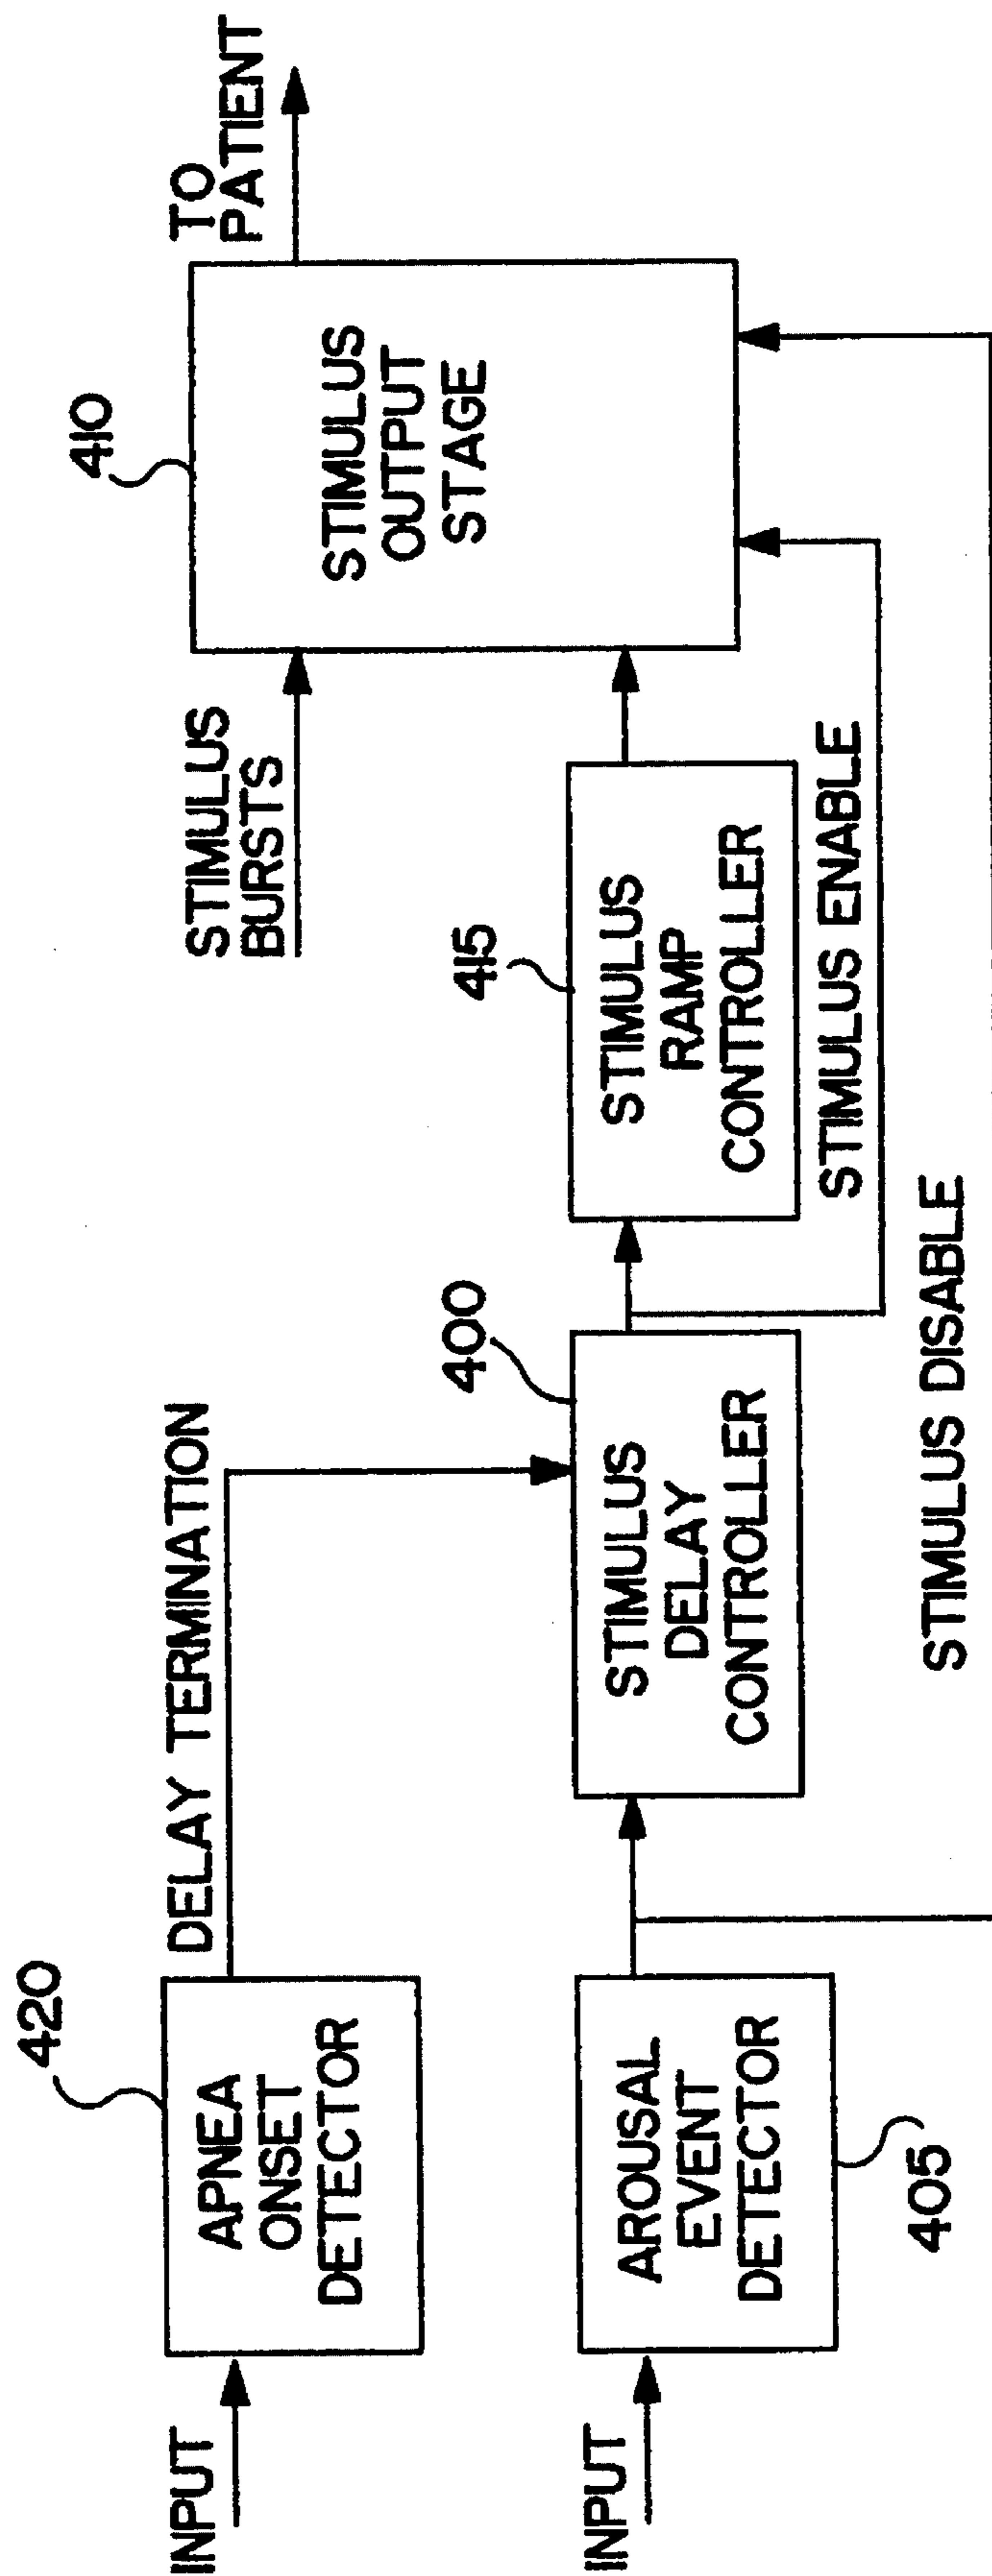 420
INPUT
APNEA
ONSET
DETECTOR
DELAY TERMINATION
INPUT
AROUSAL
EVENT
DETECTOR
405
400
STIMULUS
DELAY
CONTROLLER
STIMULUS DISABLE
415
STIMULUS
RAMP
CONTROLLER
STIMULUS ENABLE
STIMULUS
BURSTS
410
STIMULUS
OUTPUT
STAGE
TO
PATIENT